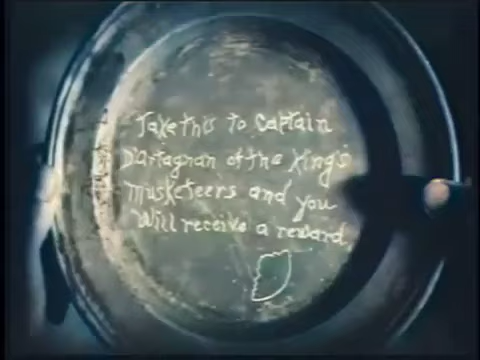 Take this to Captain
D'artagnan of the King's
Musketeers and you
Will receive a reward.